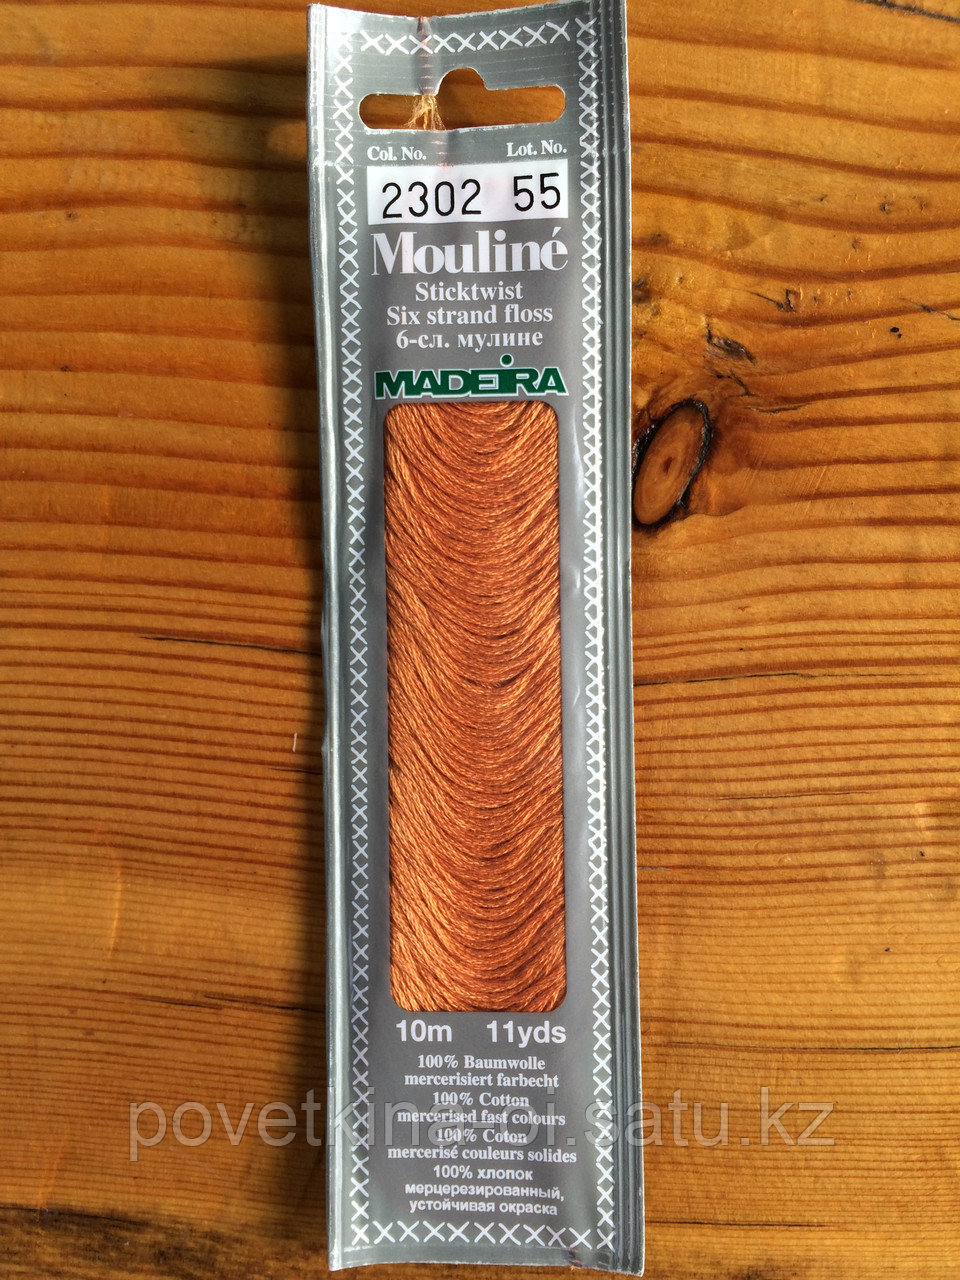 Col. No. Lot. No.
2302 55
Mouliné
Sticktwist
Six strand floss
6-сл. мулине
MADEIRA
10m 11yds
100% Baumwolle
mercerisiert farbecht
100% Cotton
mercerised fast colours
100% Coton
mercerisé couleurs solides
100% хлопок
мерцерезированный,
устойчивая окраска
povetkina-oi.satu.kz